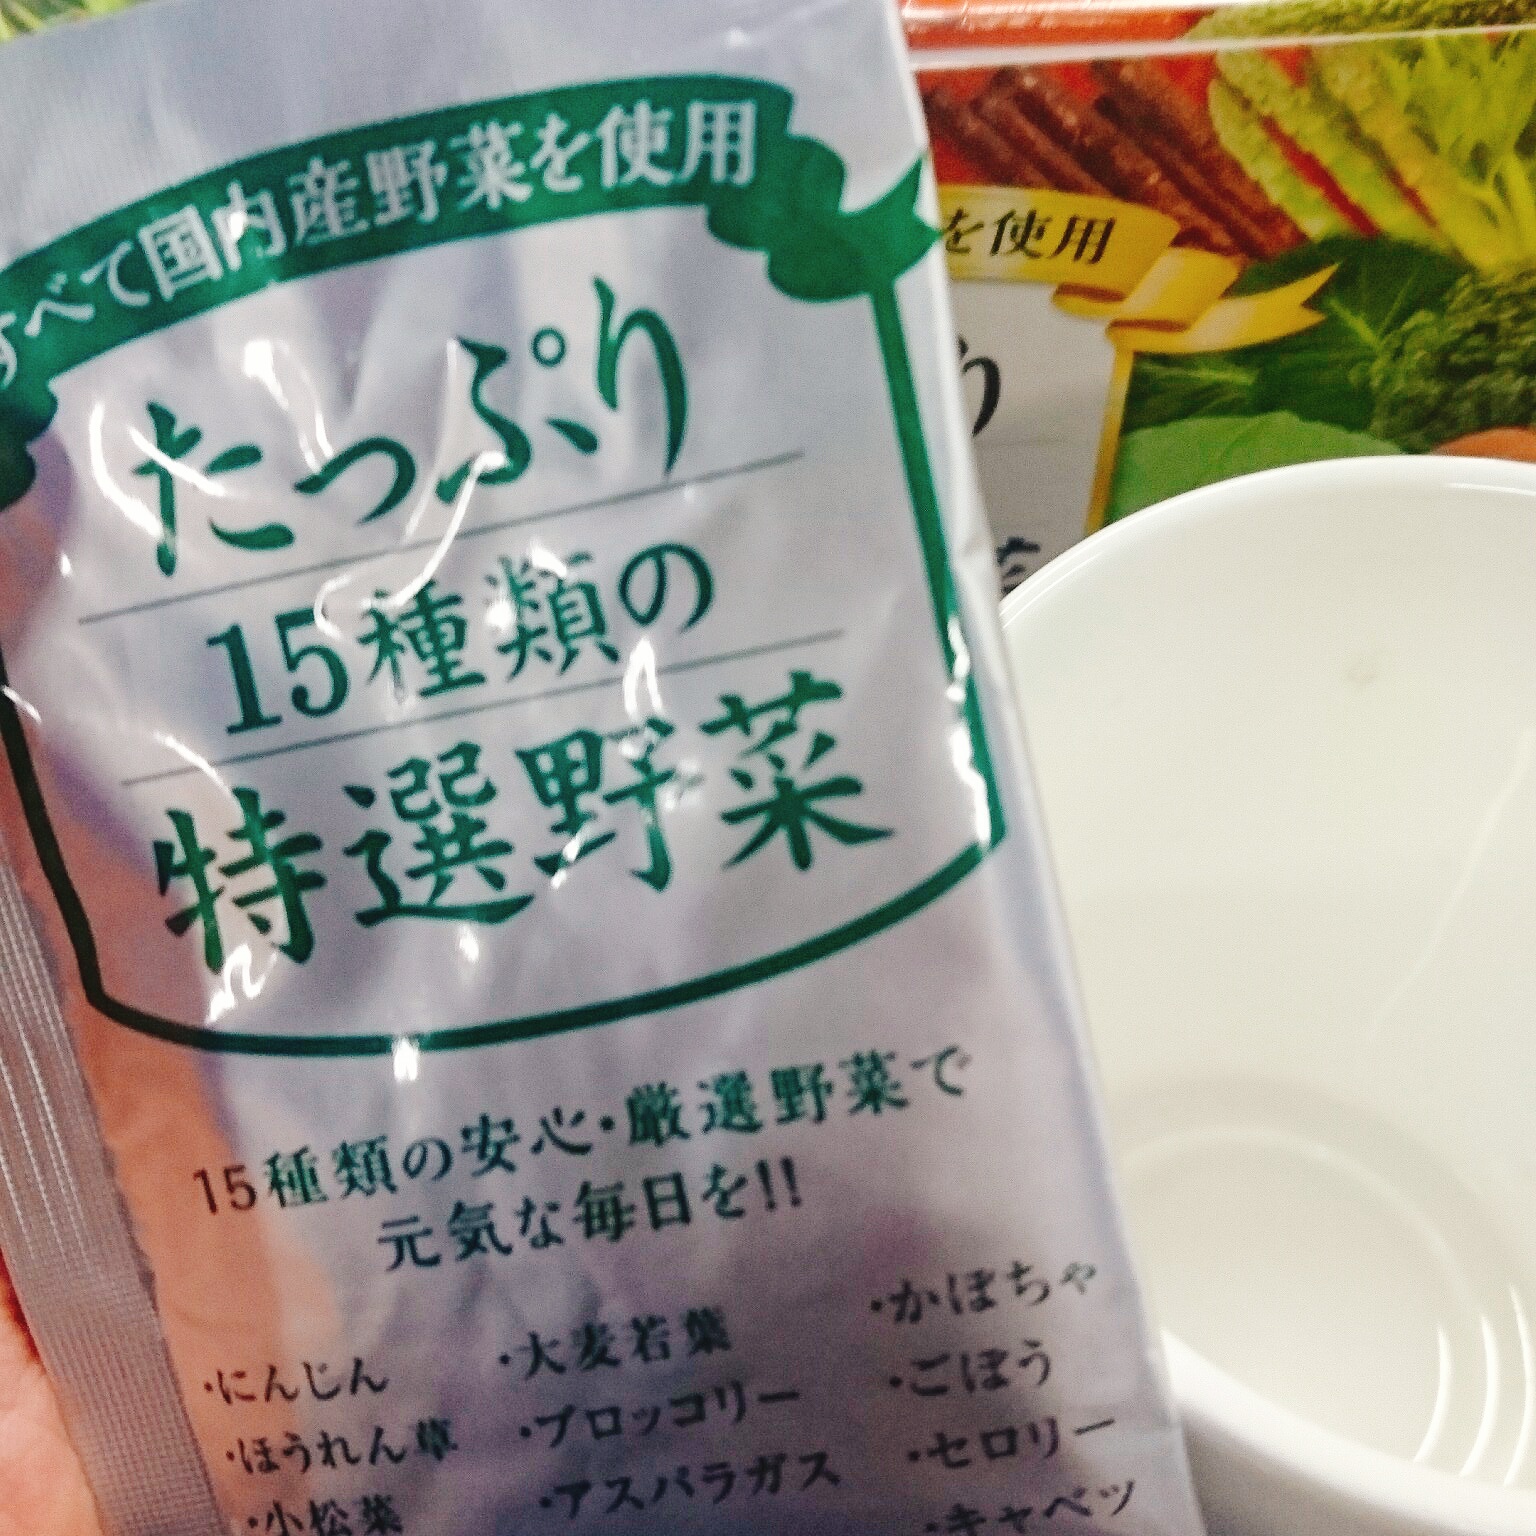 すべて国内産野菜を使用
たっぷり
15種類の
特選野菜
15種類の安心・厳選野菜で
元気な毎日を!!
・にんじん
・ほうれん草
・小松菜
・大麦若葉
・ブロッコリー
・アスパラガス
・かぼちゃ
・ごぼう
・セロリー
・キャベツ
を使用
り
菜